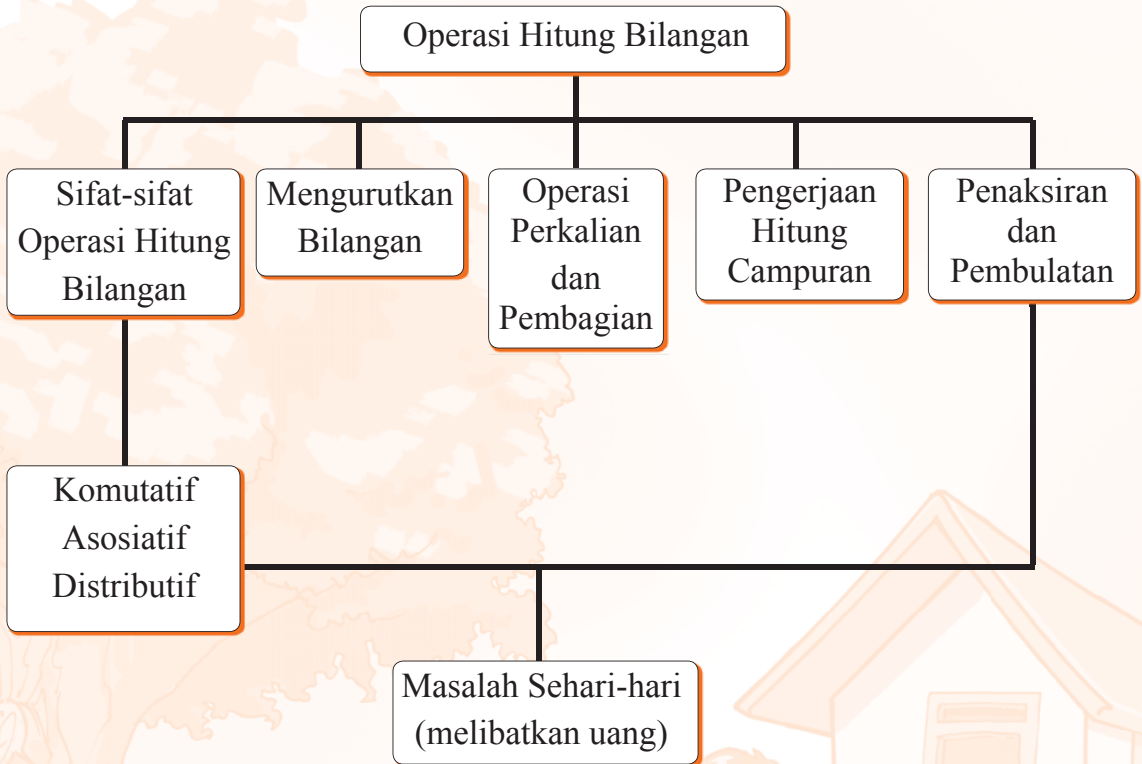 Operasi Hitung Bilangan
Sifat-sifat
Operasi Hitung
Bilangan
Mengurutkan
Bilangan
Operasi
Perkalian
dan
Pembagian
Pengerjaan
Hitung
Campuran
Penaksiran
dan
Pembulatan
Komutatif
Asosiatif
Distributif
Masalah Sehari-hari
(melibatkan uang)